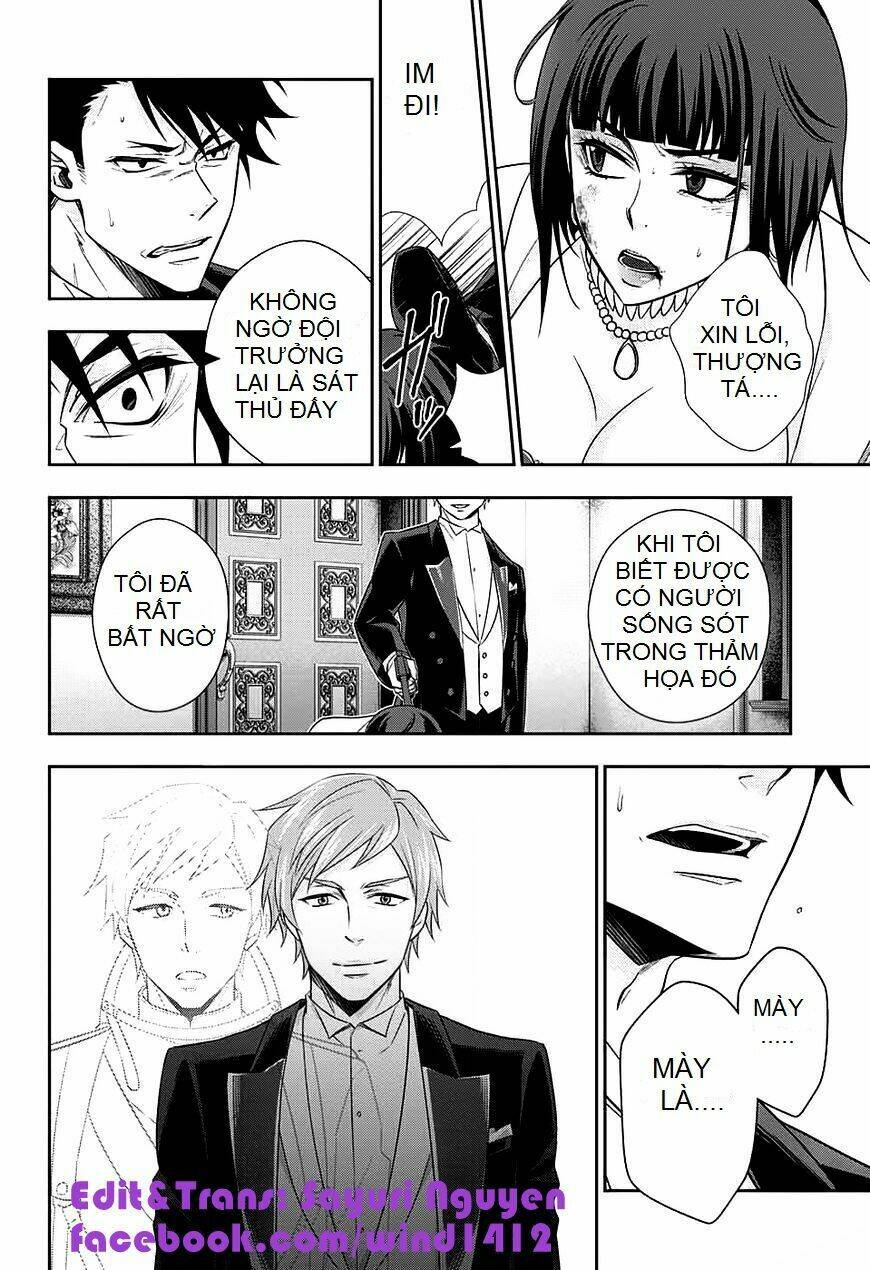 TÔI
XIN LỖI,
THƯỢNG
TÁ....
IM
ĐI!
KHÔNG
NGỜ ĐỘI
TRƯỞNG
LẠI LÀ SÁT
THỦ ĐẤY
KHI TÔI
BIẾT ĐƯỢC
CÓ NGƯỜI
SỐNG SÓT
TRONG THẢM
HỌA ĐÓ
TÔI ĐÃ
RẤT
BẤT NGỜ
MÀY
.....
MÀY
LÀ....
Edit&Trans: Sayuri Nguyen
facebook.com/wind1412